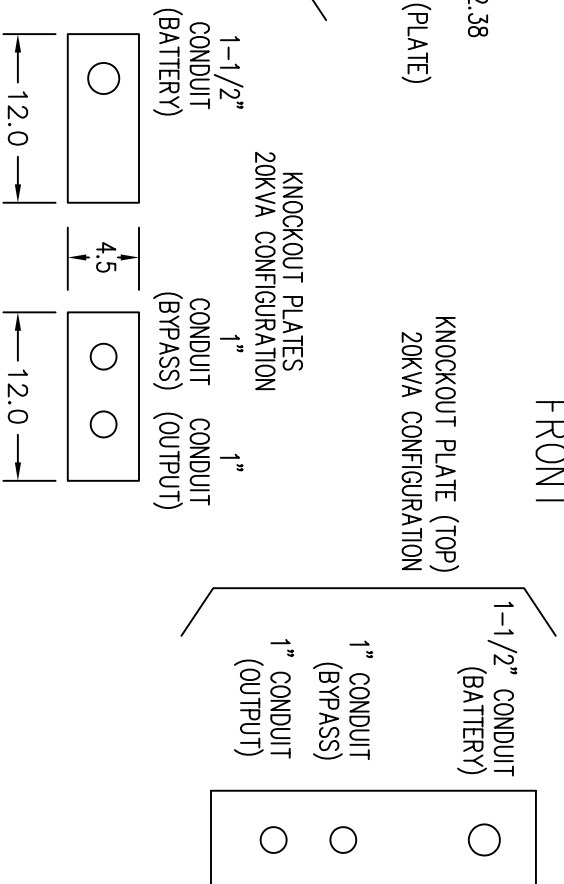 FRONT
2.38
(PLATE)
KNOCKOUT PLATE (TOP)
20KVA CONFIGURATION
1-1/2" CONDUIT
(BATTERY)
1" CONDUIT
(BYPASS)
1" CONDUIT
(OUTPUT)
KNOCKOUT PLATES
20KVA CONFIGURATION
1-1/2"
CONDUIT
(BATTERY)
1"
CONDUIT
(BYPASS)
1"
CONDUIT
(OUTPUT)
4.5
12.0
12.0